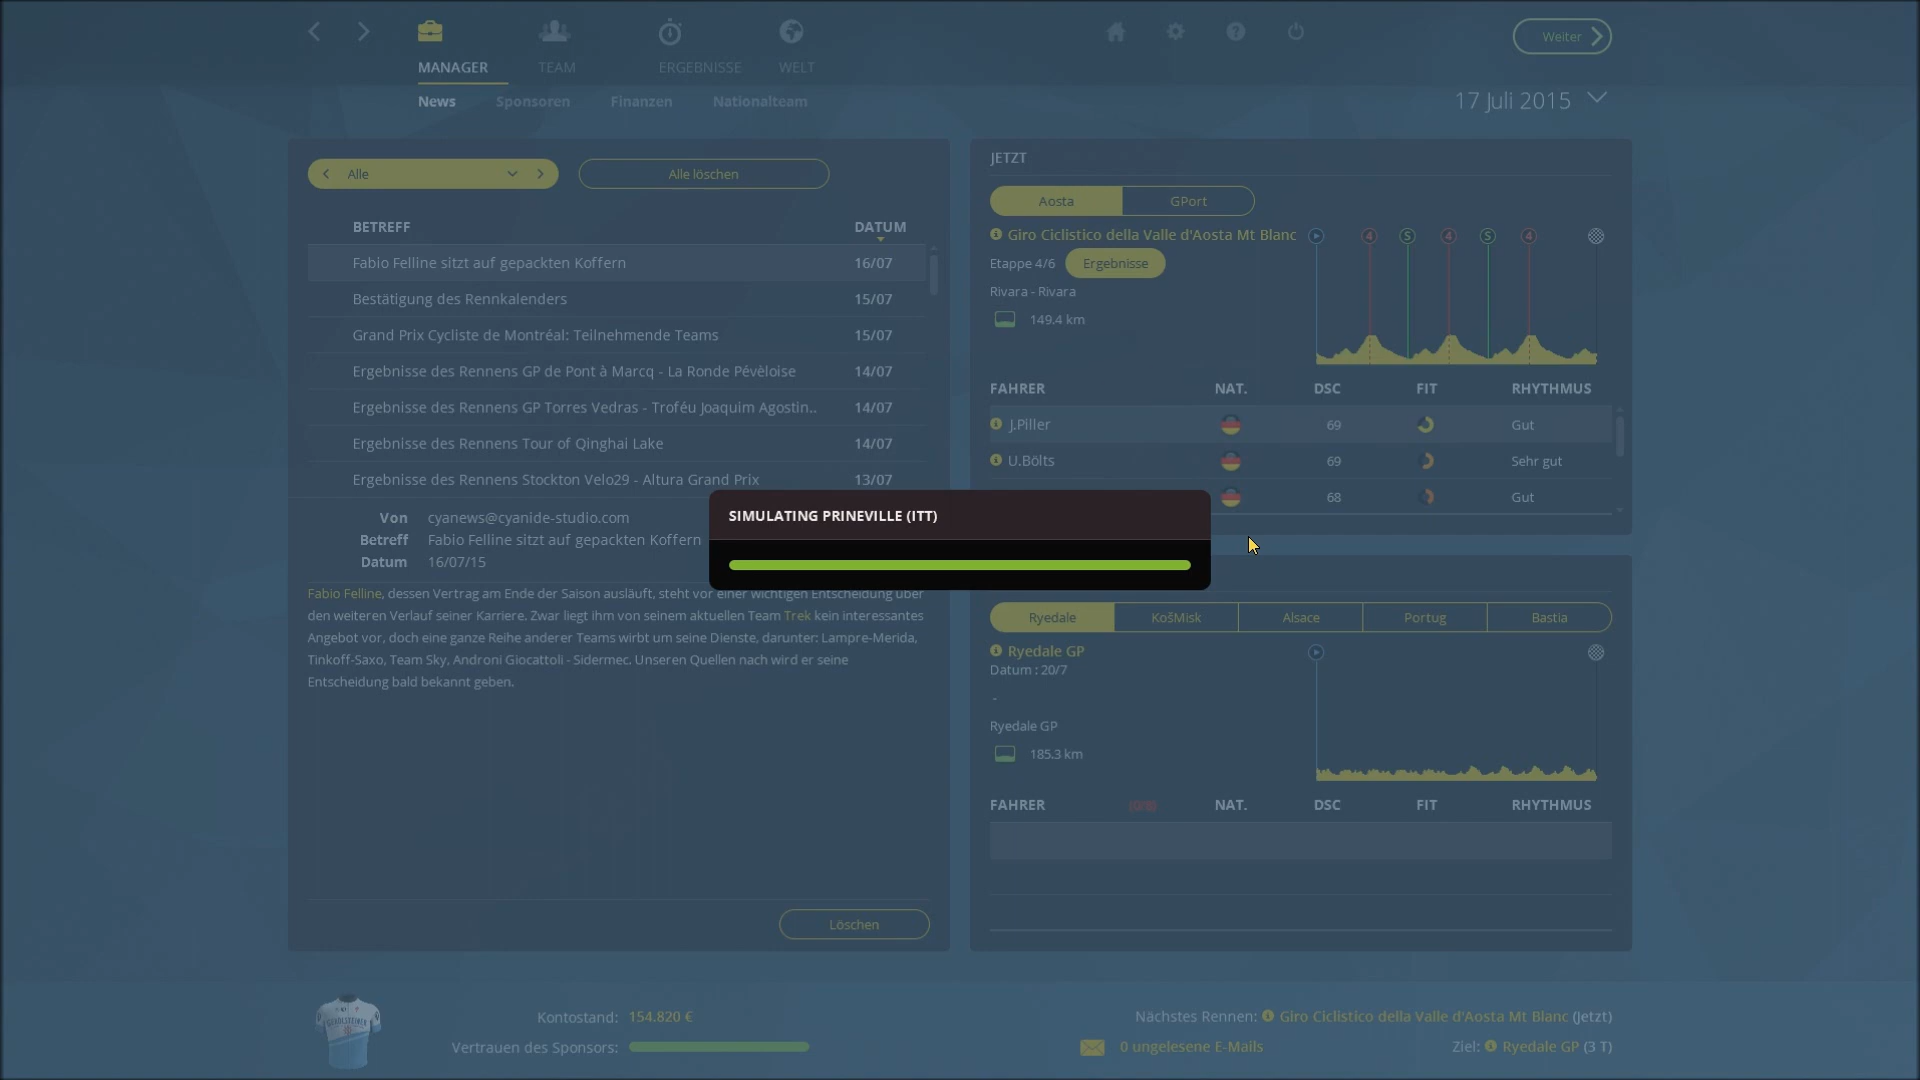 MANAGER TEAM ERGEBNISSE WELT
Weiter
News Sponsoren Finanzen Nationalteam
17 Juli 2015
Alle Alle löschen
BETREFF DATUM
Fabio Felline sitzt auf gepackten Koffern 16/07
Bestätigung des Rennkalenders 15/07
Grand Prix Cycliste de Montréal: Teilnehmende Teams 15/07
Ergebnisse des Rennens GP de Pont à Marcq - La Ronde Pévèloise 14/07
Ergebnisse des Rennens GP Torres Vedras - Troféu Joaquim Agostin.. 14/07
Ergebnisse des Rennens Tour of Qinghai Lake 14/07
Ergebnisse des Rennens Stockton Velo29 - Altura Grand Prix 13/07
Von cyanews@cyanide-studio.com
Betreff Fabio Felline sitzt auf gepackten Koffern
Datum 16/07/15
Fabio Felline, dessen Vertrag am Ende der Saison ausläuft, steht vor einer wichtigen Entscheidung über
den weiteren Verlauf seiner Karriere. Zwar liegt ihm von seinem aktuellen Team Trek kein interessantes
Angebot vor, doch eine ganze Reihe anderer Teams wirbt um seine Dienste, darunter: Lampre-Merida,
Tinkoff-Saxo, Team Sky, Androni Giocattoli - Sidermec. Unseren Quellen nach wird er seine
Entscheidung bald bekannt geben.
Löschen
SIMULATING PRINEVILLE (ITT)
JETZT
Aosta GPort
Giro Ciclistico della Valle d'Aosta Mt Blanc
4 S 4 S 4
Etappe 4/6 Ergebnisse
Rivara - Rivara
149.4 km
FAHRER NAT. DSC FIT RHYTHMUS
J.Piller 69 Gut
U.Bölts 69 Sehr gut
68 Gut
Ryedale KošMisk Alsace Portug Bastia
Ryedale GP
Datum : 20/7
-
Ryedale GP
185.3 km
FAHRER NAT. DSC FIT RHYTHMUS
Kontostand: 154.820 €
Vertrauen des Sponsors:
Nächstes Rennen: Giro Ciclistico della Valle d'Aosta Mt Blanc (Jetzt)
0 ungelesene E-Mails
Ziel: Ryedale GP (3 T)